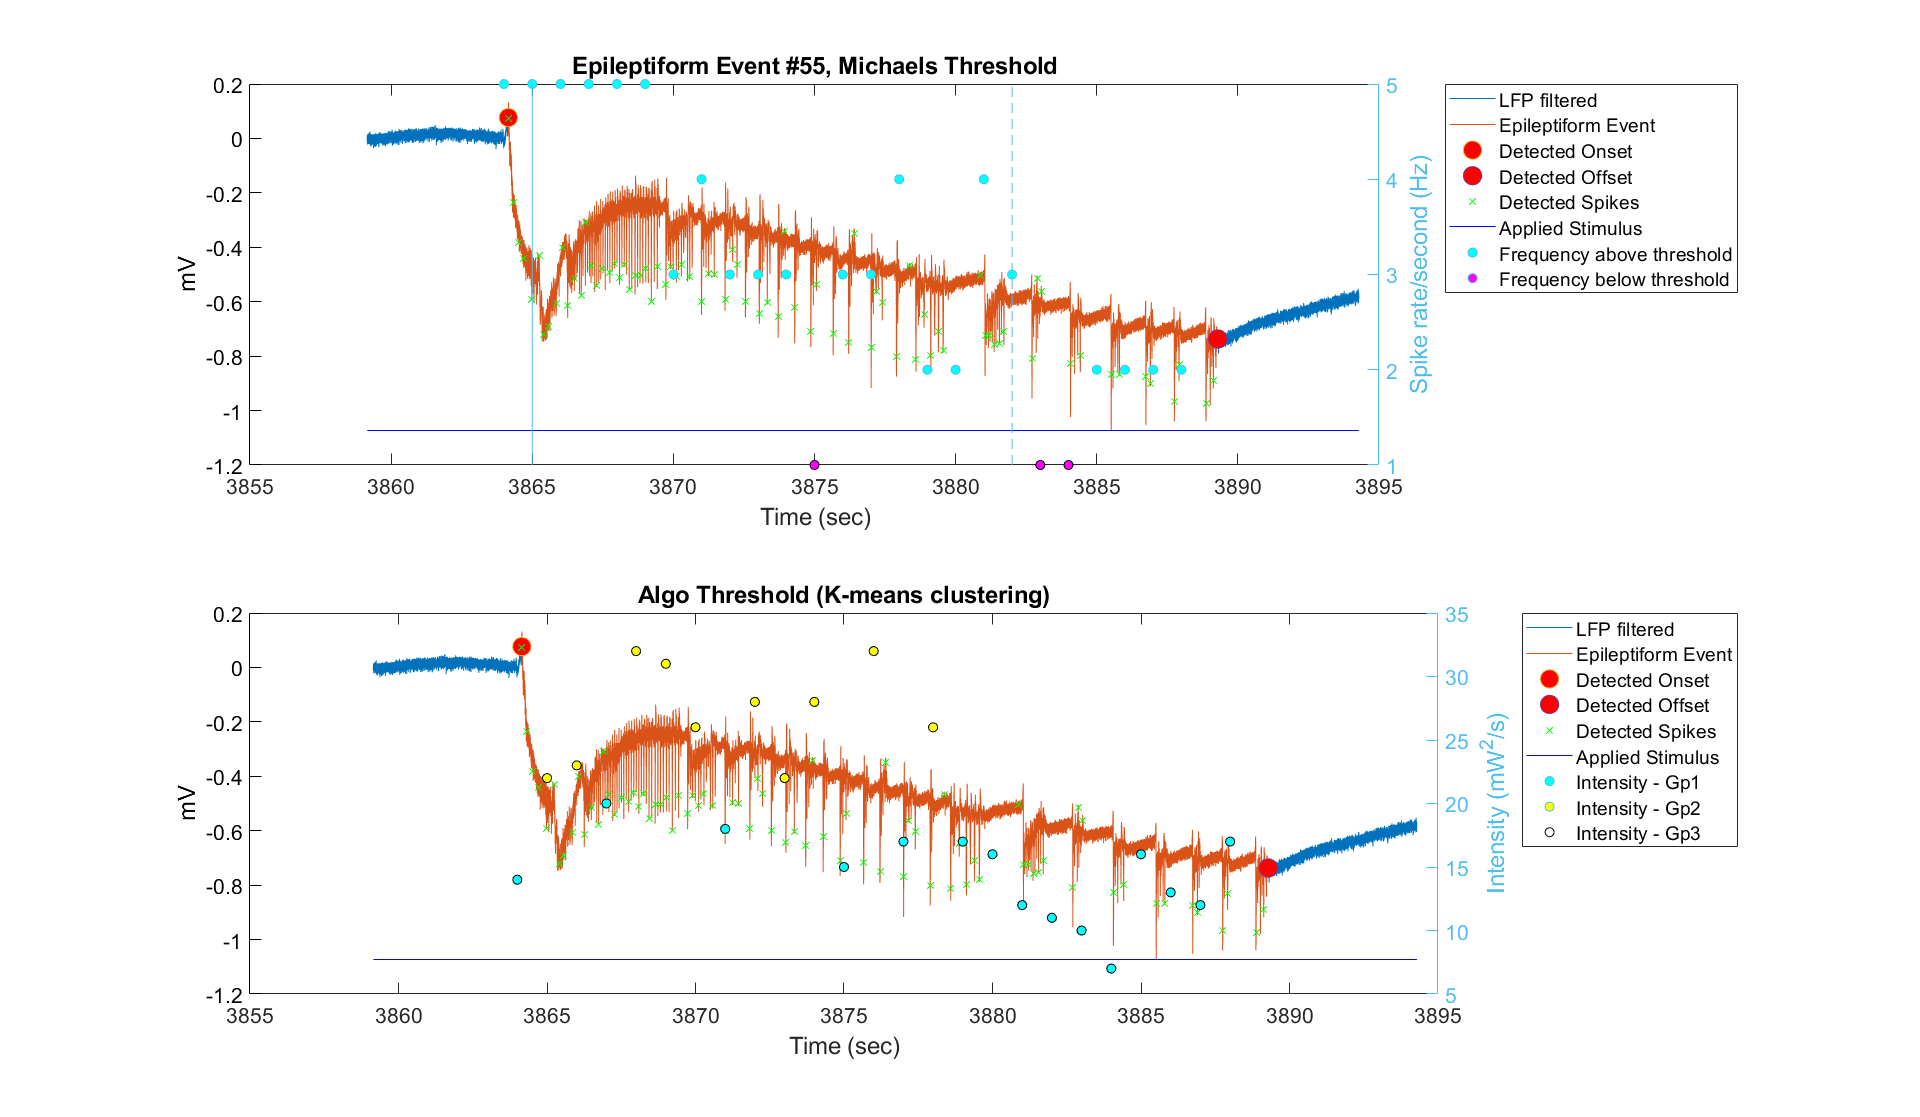 Epileptiform Event #55, Michaels Threshold
0.2
0
-0.2
-0.4
-0.6
-0.8
-1
-1.2
mV
3855
3860
3865
3870
3875
3880
3885
3890
3895
Time (sec)
5
4
3
2
1
Spike rate/second (Hz)
LFP filtered
Epileptiform Event
Detected Onset
Detected Offset
Detected Spikes
Applied Stimulus
Frequency above threshold
Frequency below threshold
Algo Threshold (K-means clustering)
0.2
0
-0.2
-0.4
-0.6
-0.8
-1
-1.2
mV
3855
3860
3865
3870
3875
3880
3885
3890
3895
Time (sec)
35
30
25
20
15
10
5
Intensity (mW²/s)
LFP filtered
Epileptiform Event
Detected Onset
Detected Offset
Detected Spikes
Applied Stimulus
Intensity - Gp1
Intensity - Gp2
Intensity - Gp3